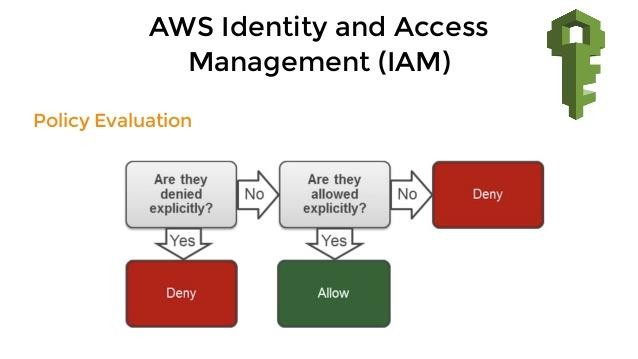 AWS Identity and Access
Management (IAM)
Policy Evaluation
Are they
denied
explicitly?
No
Are they
allowed
explicitly?
No
Deny
Yes
Yes
Deny
Allow